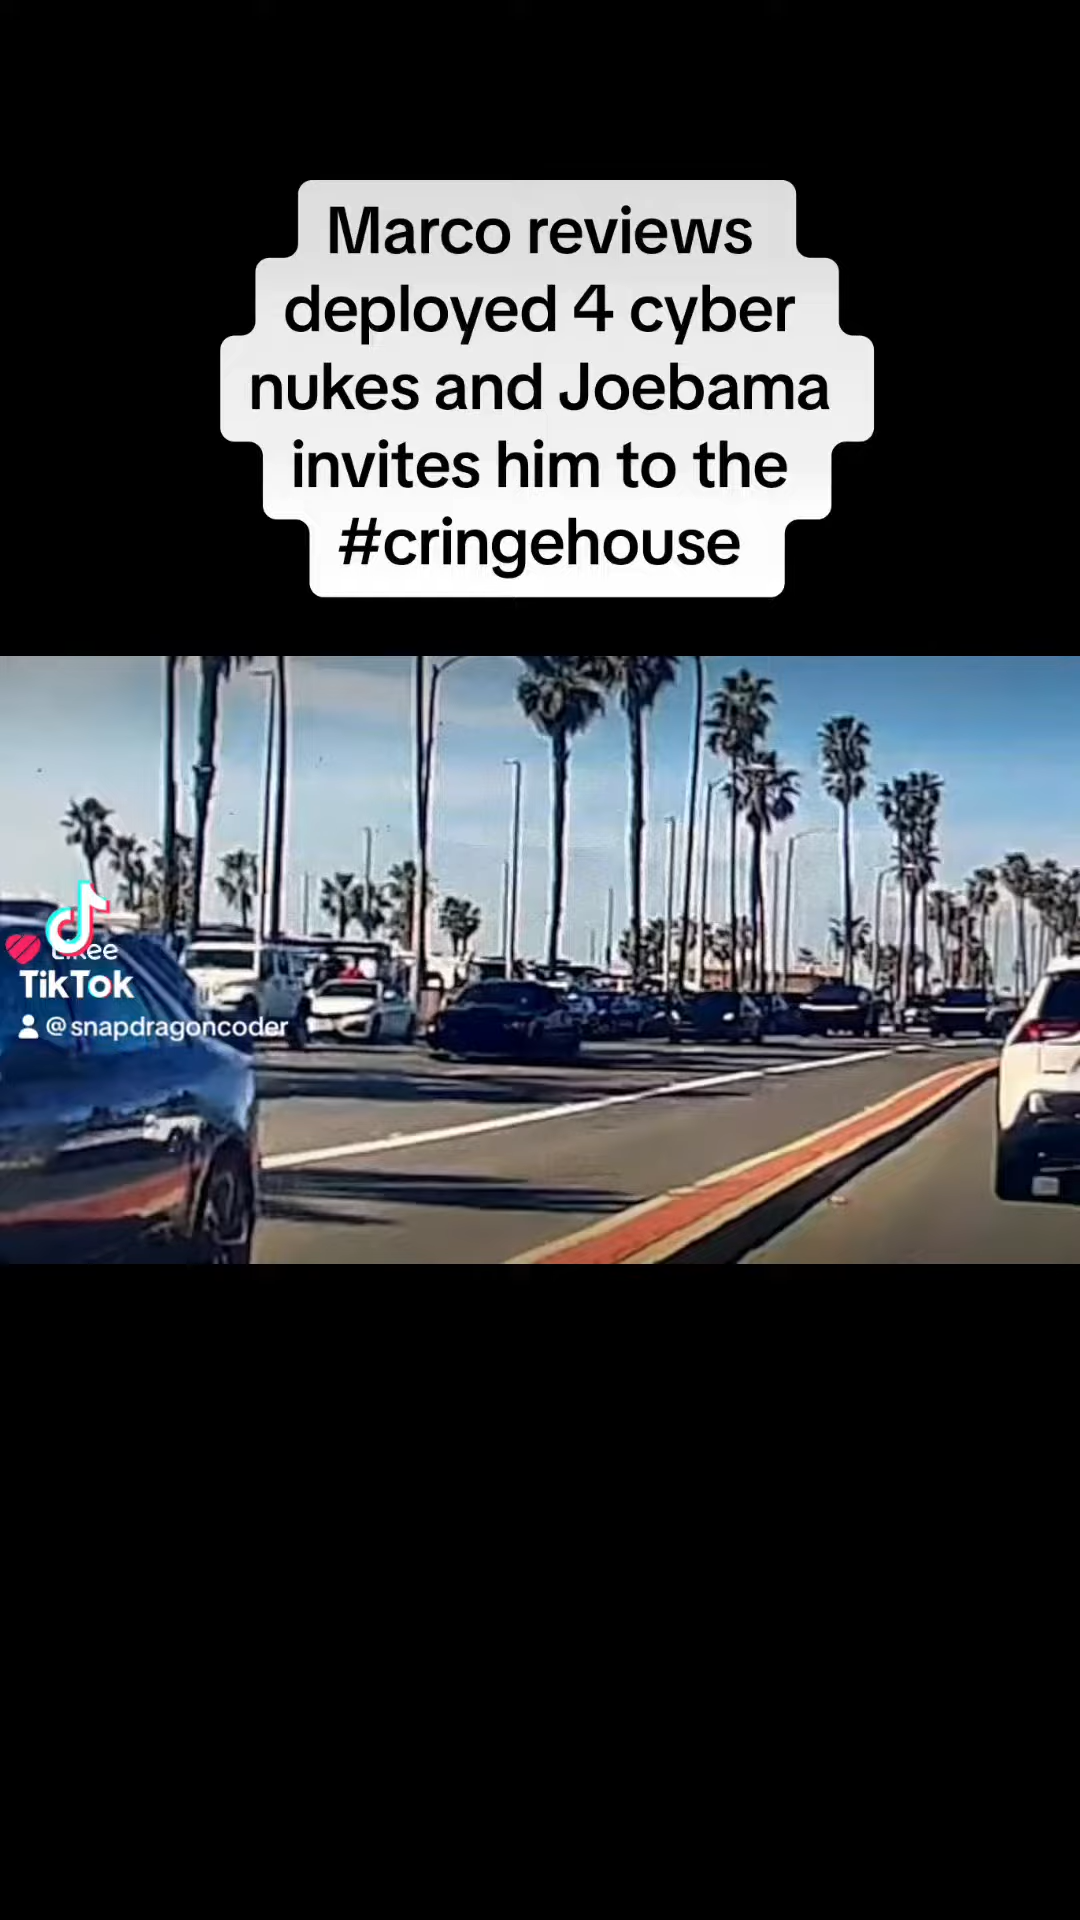 Marco reviews
deployed 4 cyber
nukes and Joebama
invites him to the
#cringehouse
TikTok
@snapdragoncoder